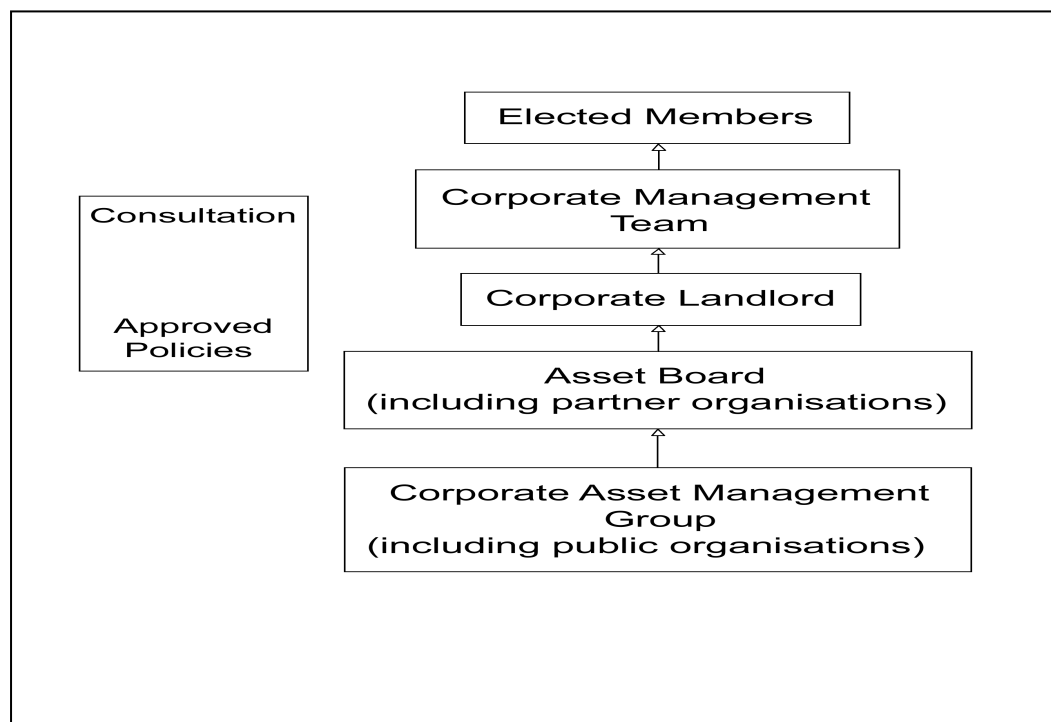 Elected Members
Corporate Management
Team
Consultation
Corporate Landlord
Approved
Policies
Asset Board
(including partner organisations)
Corporate Asset Management
Group
(including public organisations)